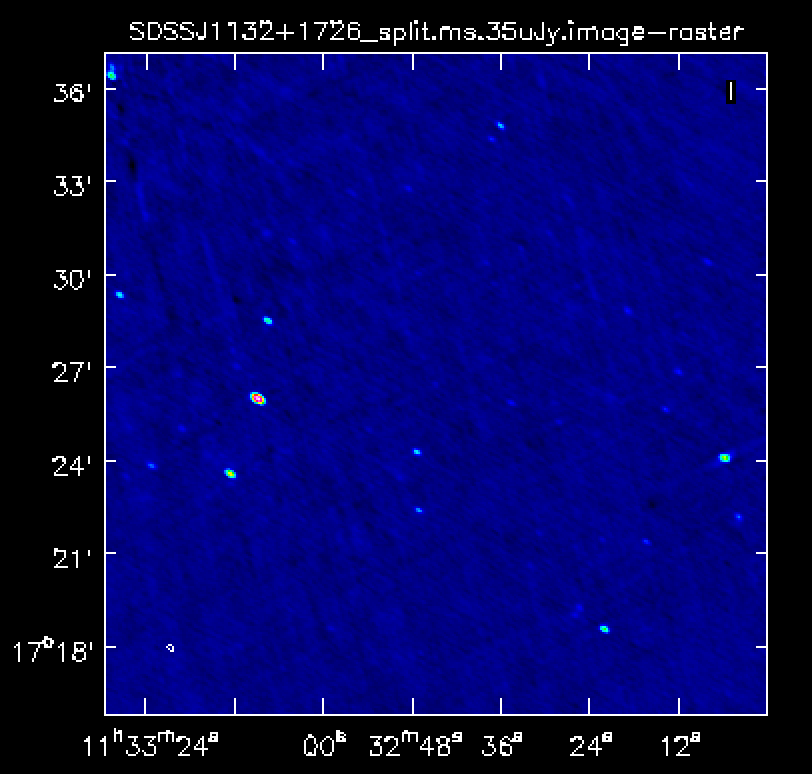 SDSSJ1132+1726_split.ms.35uJy.image-raster
I
36'
33'
30'
27'
24'
21'
17°18'
11ʰ33ᵐ24ˢ 00ˢ 32ᵐ48ˢ 36ˢ 24ˢ 12ˢ